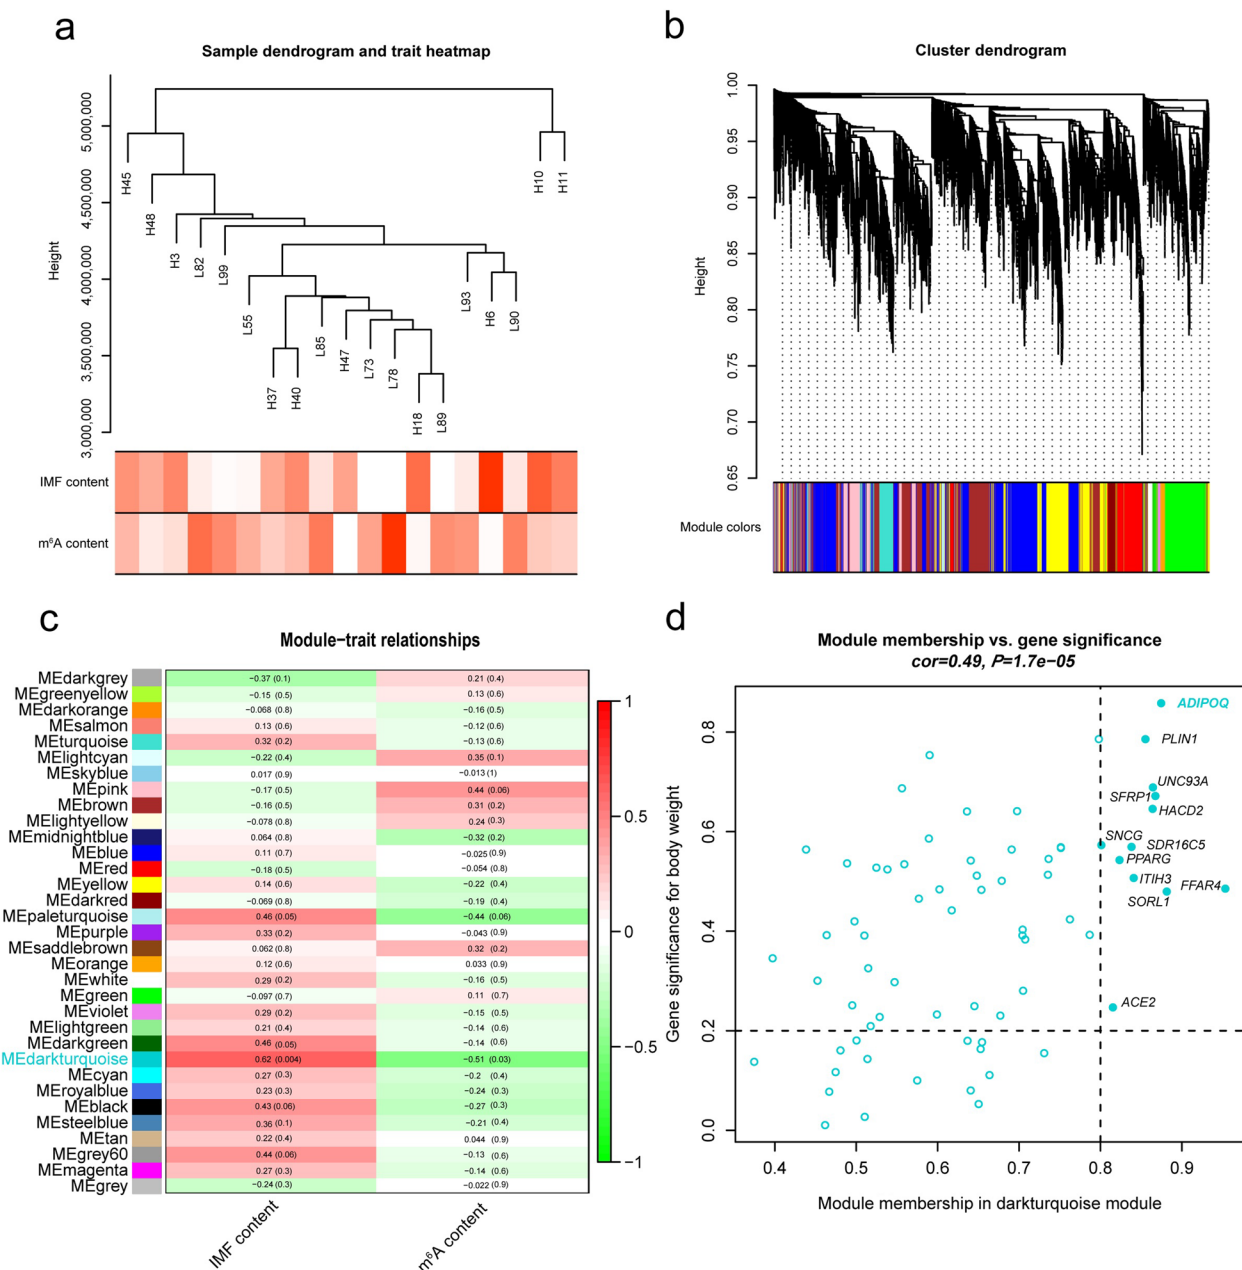 a
Sample dendrogram and trait heatmap
Height
5,000,000
4,500,000
4,000,000
3,500,000
3,000,000
H45
H48
H3
L82
L99
L55
H37
H40
L85
H47
L73
L78
H18
L89
L93
H6
L90
H10
H11
IMF content
m⁶A content
b
Cluster dendrogram
Height
1.00
0.95
0.90
0.85
0.80
0.75
0.70
0.65
Module colors
c
Module−trait relationships
MEdarkgrey −0.37 (0.1) 0.21 (0.4)
MEgreenyellow −0.15 (0.5) 0.13 (0.6)
MEdarkorange −0.068 (0.8) −0.16 (0.5)
MEsalmon 0.13 (0.6) −0.12 (0.6)
MEturquoise 0.32 (0.2) −0.13 (0.6)
MElightcyan −0.22 (0.4) 0.35 (0.1)
MEskyblue 0.017 (0.9) −0.013 (1)
MEpink −0.17 (0.5) 0.44 (0.06)
MEbrown −0.16 (0.5) 0.31 (0.2)
MElightyellow −0.078 (0.8) 0.24 (0.3)
MEmidnightblue 0.064 (0.8) −0.32 (0.2)
MEblue 0.11 (0.7) −0.025 (0.9)
MEred −0.18 (0.5) −0.054 (0.8)
MEyellow 0.14 (0.6) −0.22 (0.4)
MEdarkred −0.069 (0.8) −0.19 (0.4)
MEpaleturquoise 0.46 (0.05) −0.44 (0.06)
MEpurple 0.33 (0.2) −0.043 (0.9)
MEsaddlebrown 0.062 (0.8) 0.32 (0.2)
MEorange 0.12 (0.6) 0.033 (0.9)
MEwhite 0.29 (0.2) −0.16 (0.5)
MEgreen −0.097 (0.7) 0.11 (0.7)
MEviolet 0.29 (0.2) −0.15 (0.5)
MElightgreen 0.21 (0.4) −0.14 (0.6)
MEdarkgreen 0.46 (0.05) −0.14 (0.6)
MEdarkturquoise 0.62 (0.004) −0.51 (0.03)
MEcyan 0.27 (0.3) −0.2 (0.4)
MEroyalblue 0.23 (0.3) −0.24 (0.3)
MEblack 0.43 (0.06) −0.27 (0.3)
MEsteelblue 0.36 (0.1) −0.21 (0.4)
MEtan 0.22 (0.4) 0.044 (0.9)
MEgrey60 0.44 (0.06) −0.13 (0.6)
MEmagenta 0.27 (0.3) −0.14 (0.6)
MEgrey −0.24 (0.3) −0.022 (0.9)
IMF content
m⁶A content
1
0.5
0
−0.5
−1
d
Module membership vs. gene significance
cor=0.49, P=1.7e−05
Gene significance for body weight
0.8
0.6
0.4
0.2
0.0
ADIPOQ
PLIN1
UNC93A
SFRP1
HACD2
SNCG
SDR16C5
PPARG
ITIH3
FFAR4
SORL1
ACE2
0.4 0.5 0.6 0.7 0.8 0.9
Module membership in darkturquoise module